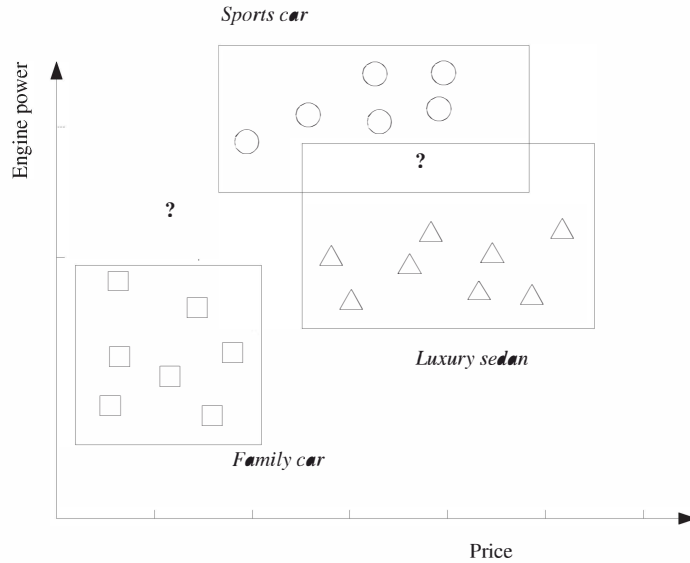 Sports car
Engine power
?
?
Luxury sedan
Family car
Price